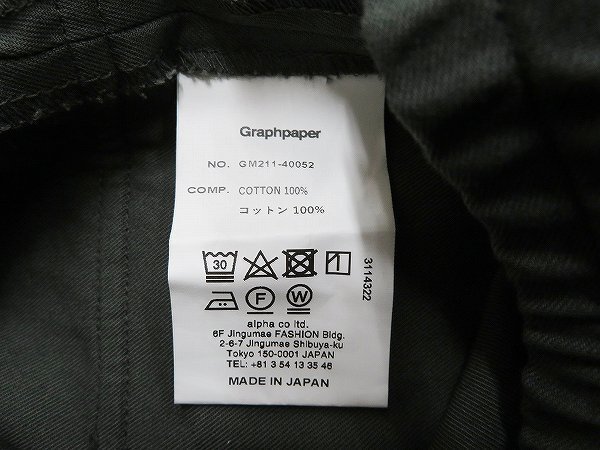 Graphpaper
NO. GM211-40052
COMP. COTTON 100%
コットン 100%
30
F W
3114322
alpha co ltd.
6F Jingumae FASHION Bldg.
2-6-7 Jingumae Shibuya-ku
Tokyo 150-0001 JAPAN
TEL: +81 3 54 13 35 46
MADE IN JAPAN